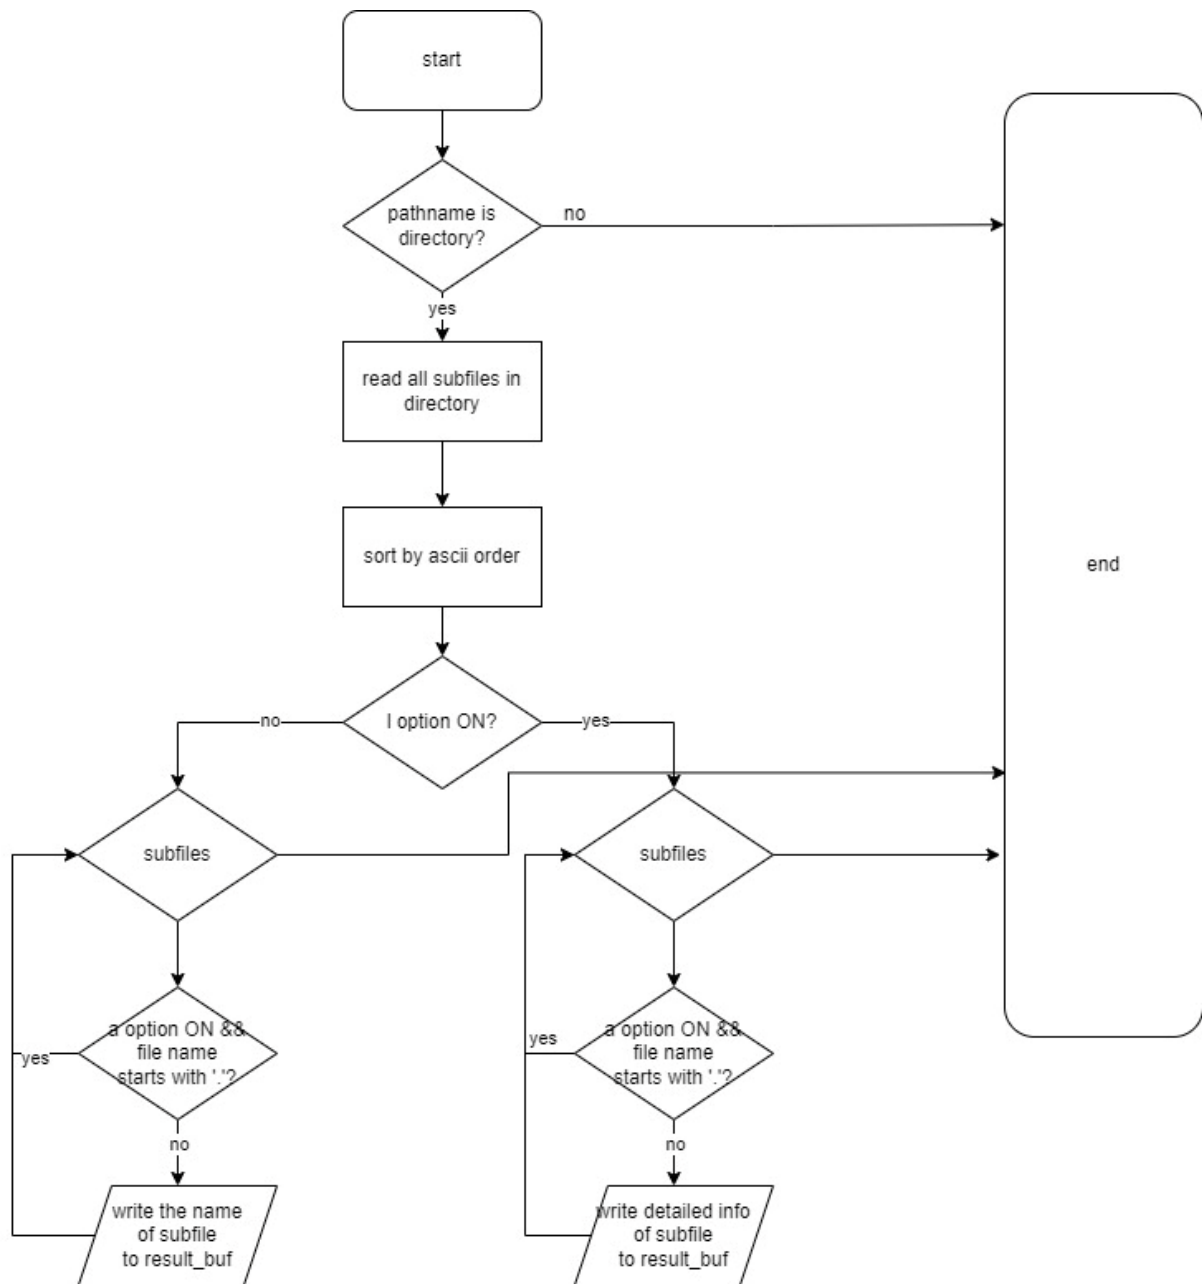 start
pathname is
directory?
no
yes
read all subfiles in
directory
sort by ascii order
end
l option ON?
no
yes
subfiles
subfiles
a option ON &&
file name
starts with '.'?
yes
no
a option ON &&
file name
starts with '.'?
yes
no
write the name
of subfile
to result_buf
write detailed info
of subfile
to result_buf